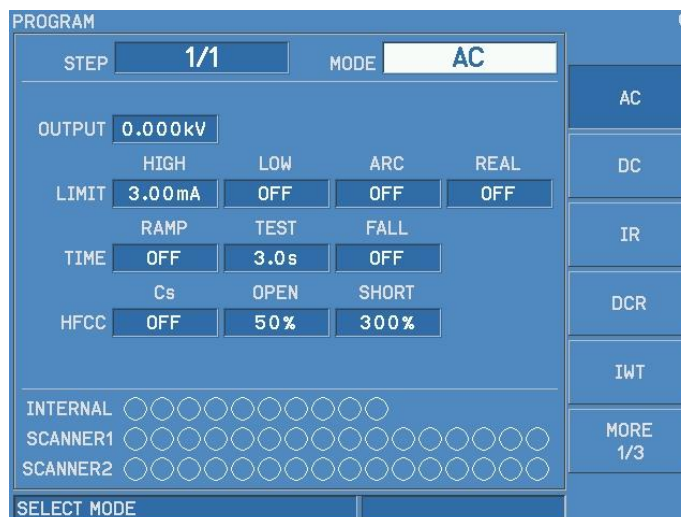 PROGRAM
STEP 1/1 MODE AC
OUTPUT 0.000kV
HIGH LOW ARC REAL
LIMIT 3.00mA OFF OFF OFF
RAMP TEST FALL
TIME OFF 3.0s OFF
Cs OPEN SHORT
HFCC OFF 50% 300%
INTERNAL
SCANNER1
SCANNER2
SELECT MODE
AC
DC
IR
DCR
IWT
MORE
1/3